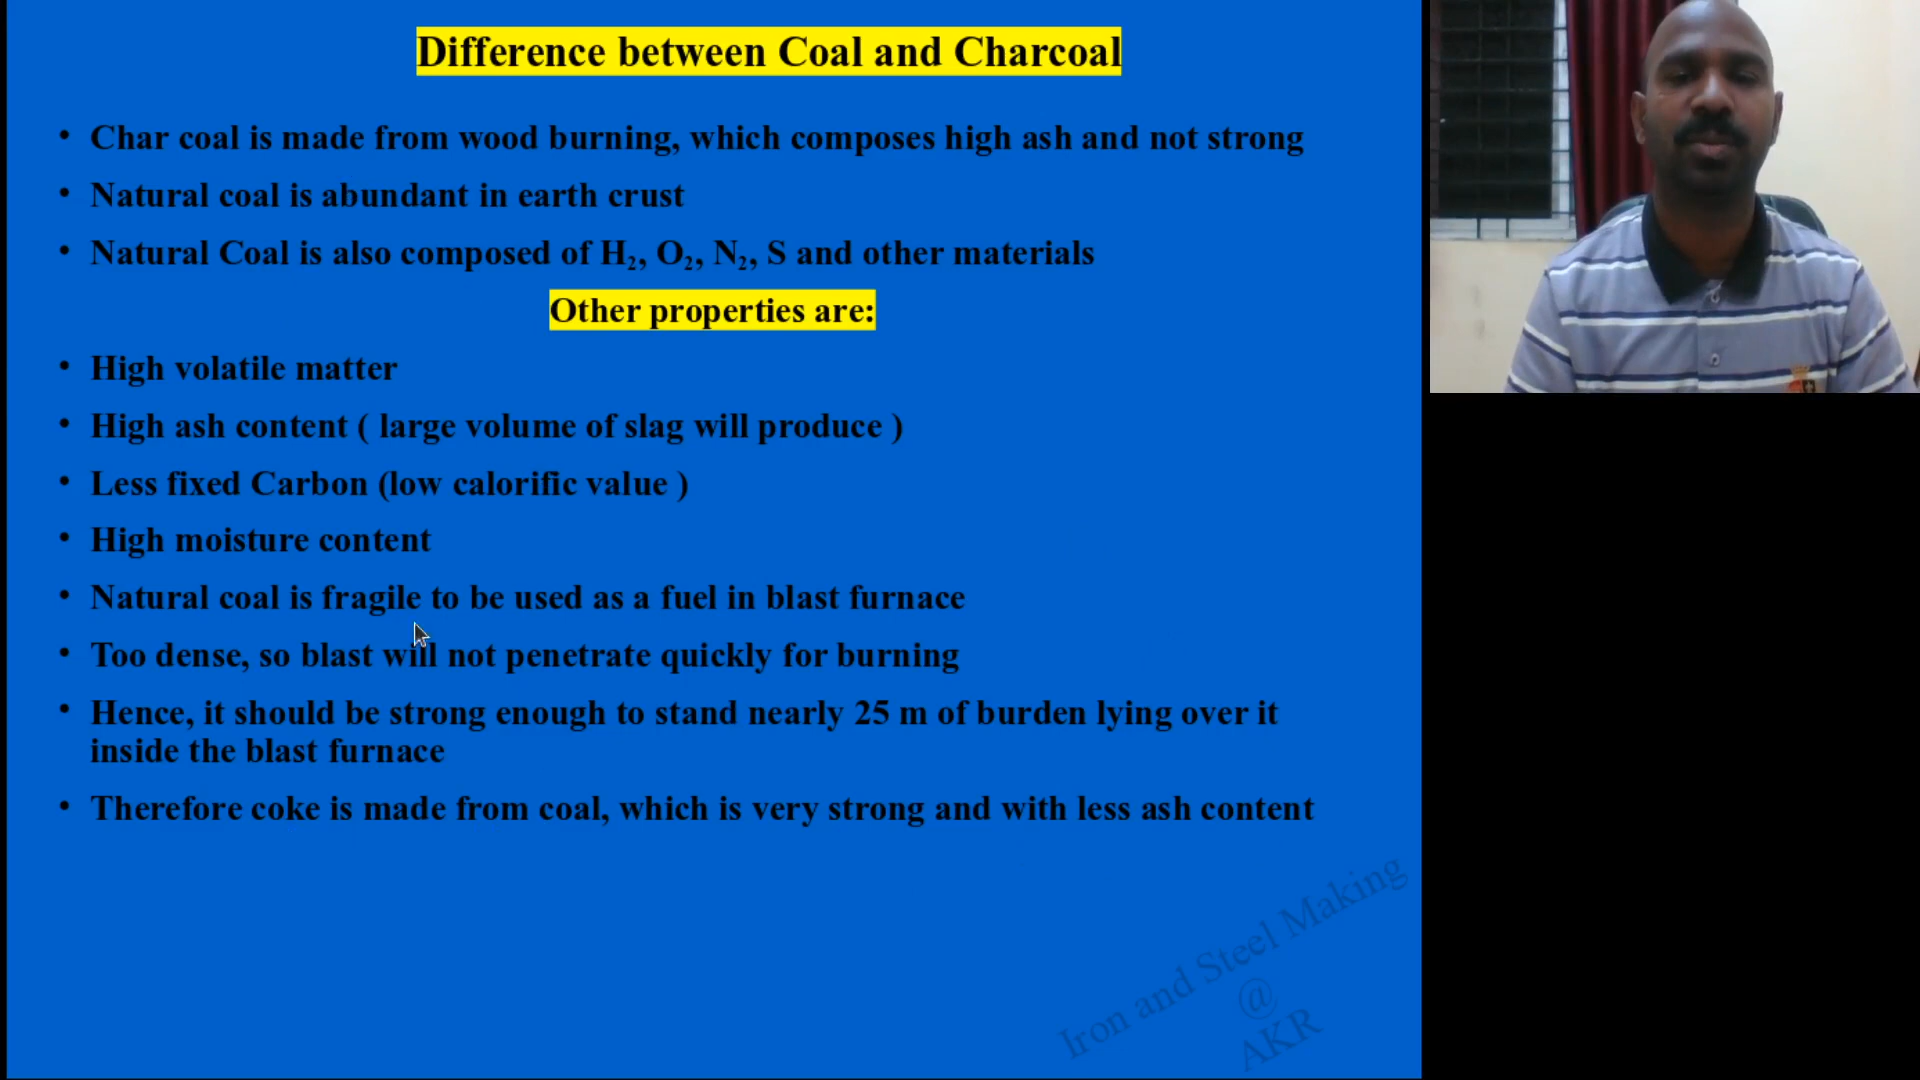 Difference between Coal and Charcoal
• Char coal is made from wood burning, which composes high ash and not strong
• Natural coal is abundant in earth crust
• Natural Coal is also composed of H₂, O₂, N₂, S and other materials
Other properties are:
• High volatile matter
• High ash content ( large volume of slag will produce )
• Less fixed Carbon (low calorific value )
• High moisture content
• Natural coal is fragile to be used as a fuel in blast furnace
• Too dense, so blast will not penetrate quickly for burning
• Hence, it should be strong enough to stand nearly 25 m of burden lying over it
inside the blast furnace
• Therefore coke is made from coal, which is very strong and with less ash content
Iron and Steel Making
@
AKR